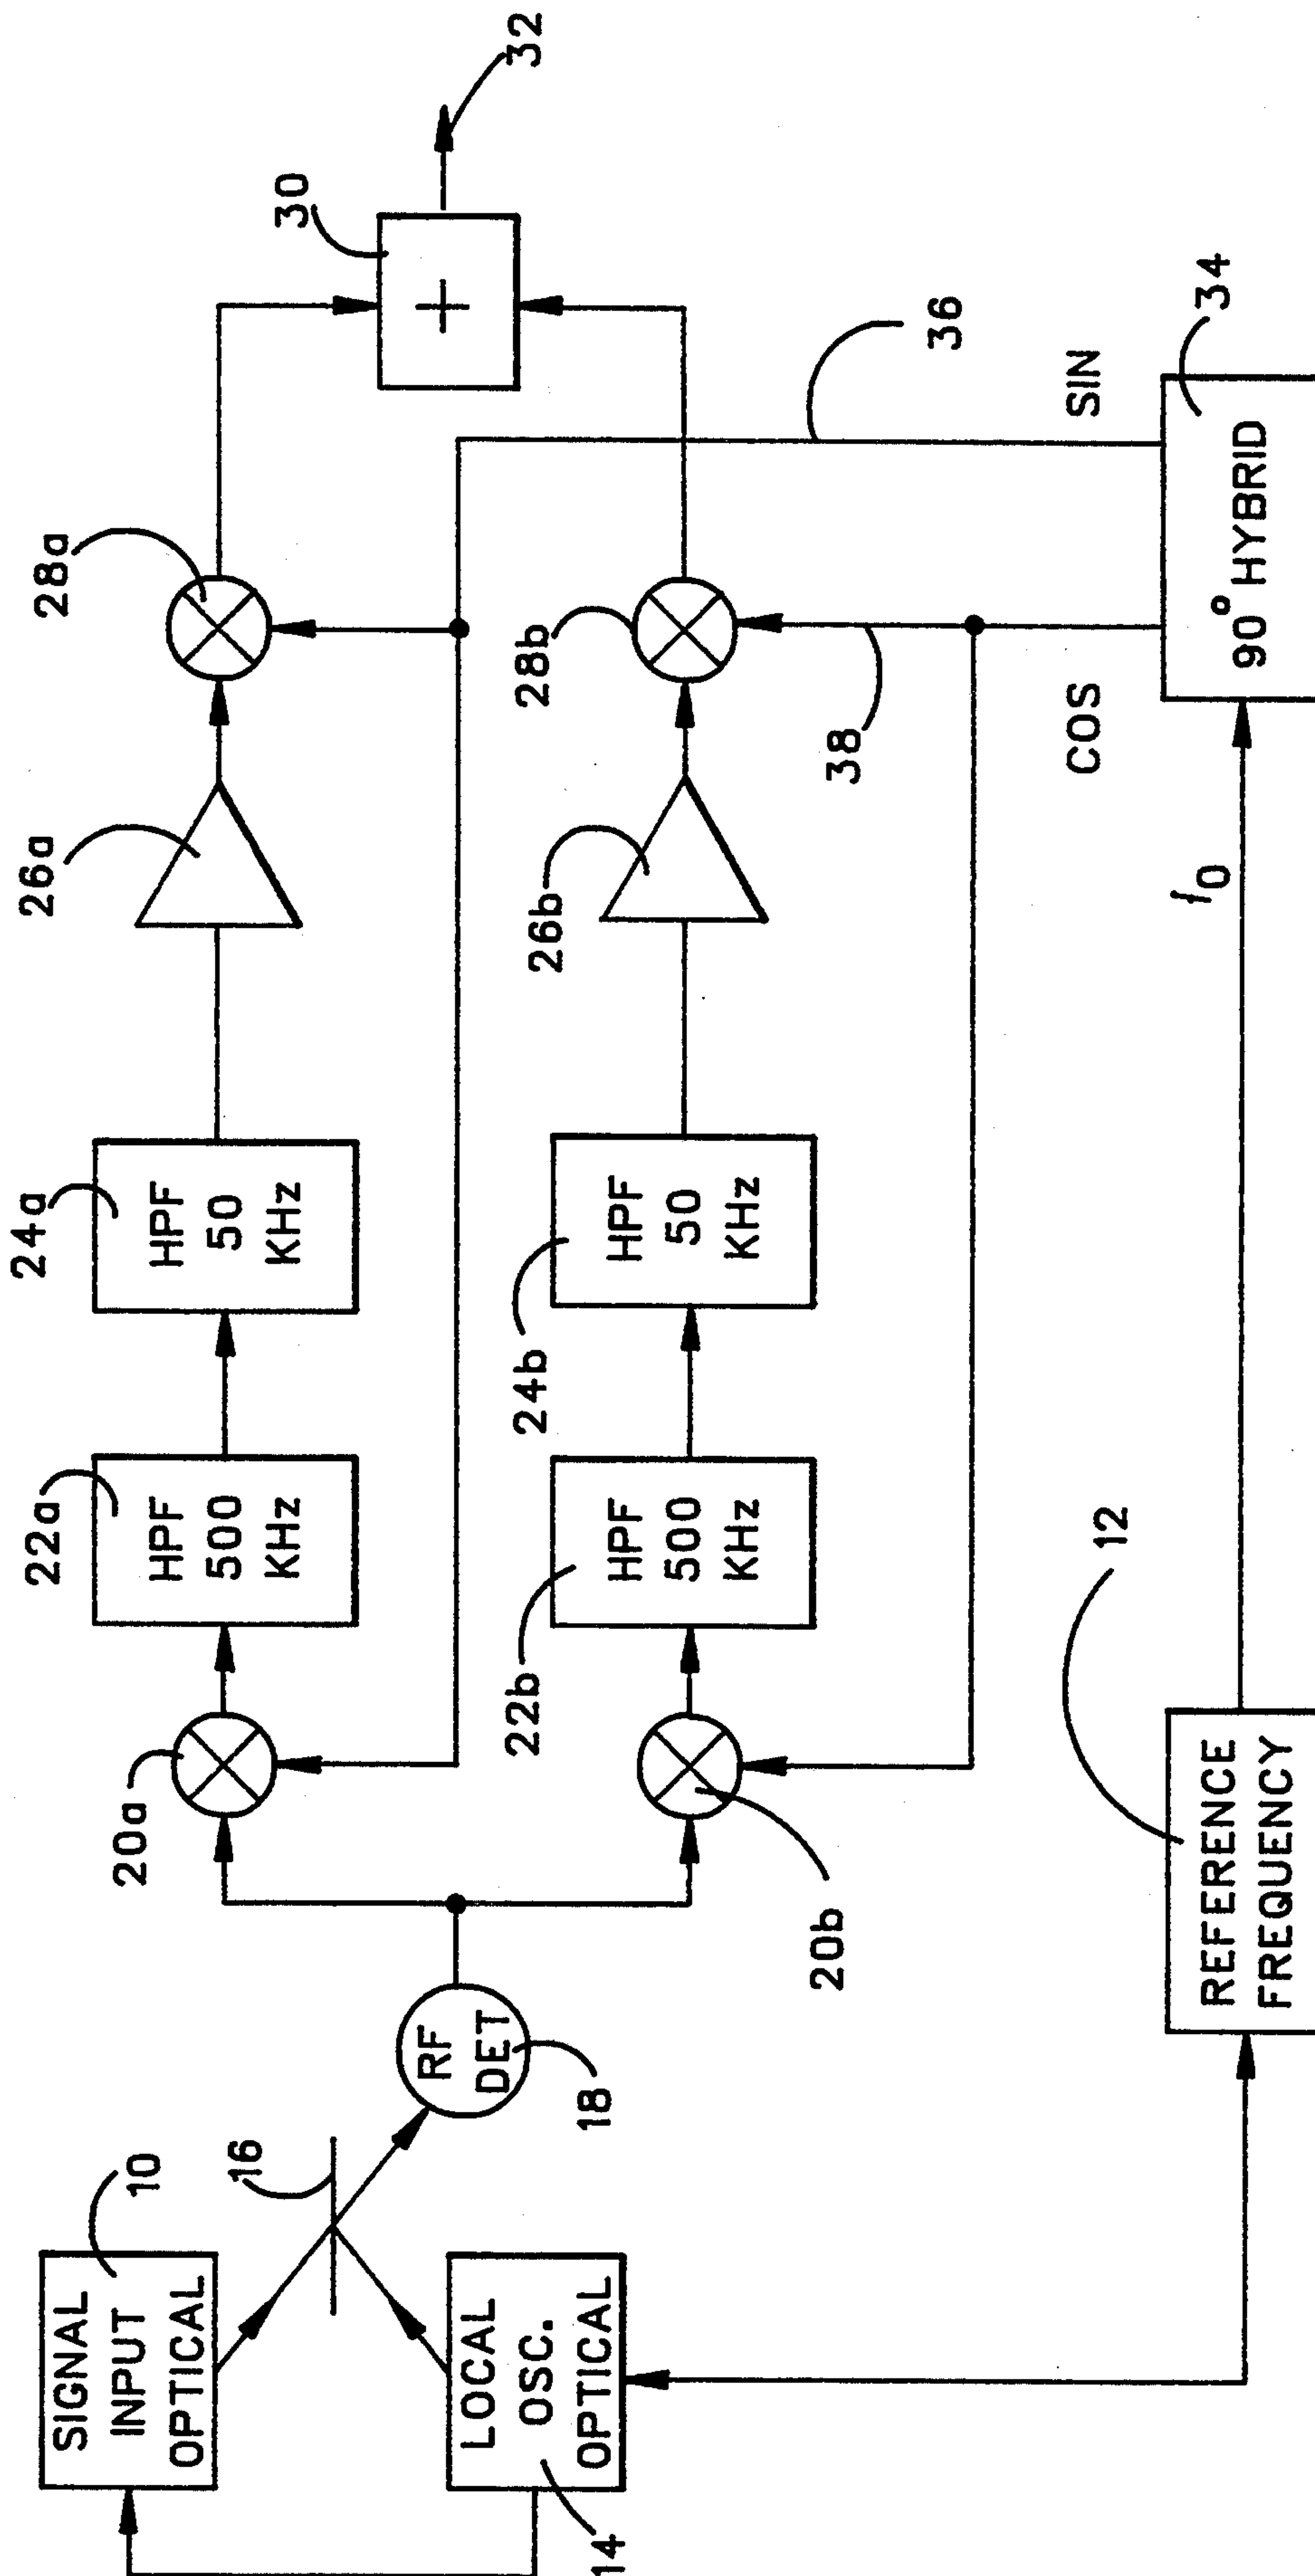 SIGNAL
INPUT
OPTICAL
10
16
LOCAL
OSC.
OPTICAL
14
RF
DET
18
20a
22a
HPF
500
KHz
24a
HPF
50
KHz
26a
28a
30
+
32
20b
22b
HPF
500
KHz
24b
HPF
50
KHz
26b
28b
38
36
COS
SIN
12
REFERENCE
FREQUENCY
f0
90° HYBRID
34